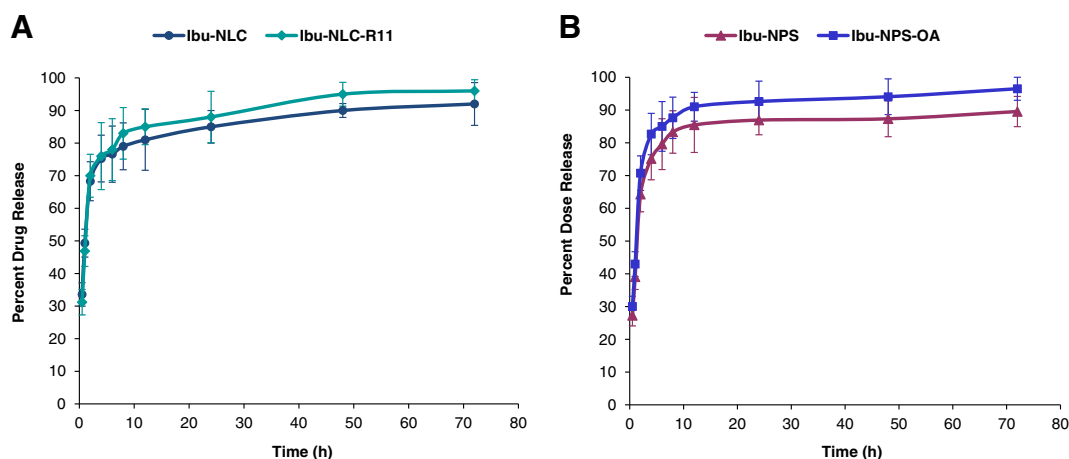 A
Ibu-NLC Ibu-NLC-R11
Percent Drug Release
100
90
80
70
60
50
40
30
20
10
0
0 10 20 30 40 50 60 70 80
Time (h)
B
Ibu-NPS Ibu-NPS-OA
Percent Dose Release
100
90
80
70
60
50
40
30
20
10
0
0 10 20 30 40 50 60 70 80
Time (h)